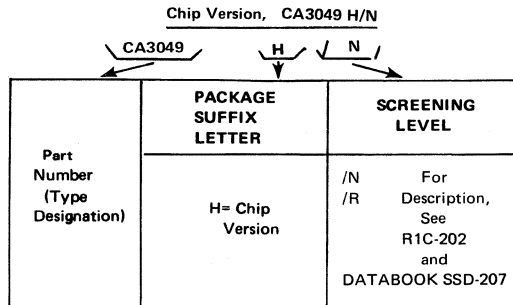 Chip Version, CA3049 H/N
CA3049 H / N
Part
Number
(Type
Designation)
PACKAGE
SUFFIX
LETTER
H= Chip
Version
SCREENING
LEVEL
/N For
/R Description,
See
R1C-202
and
DATABOOK SSD-207